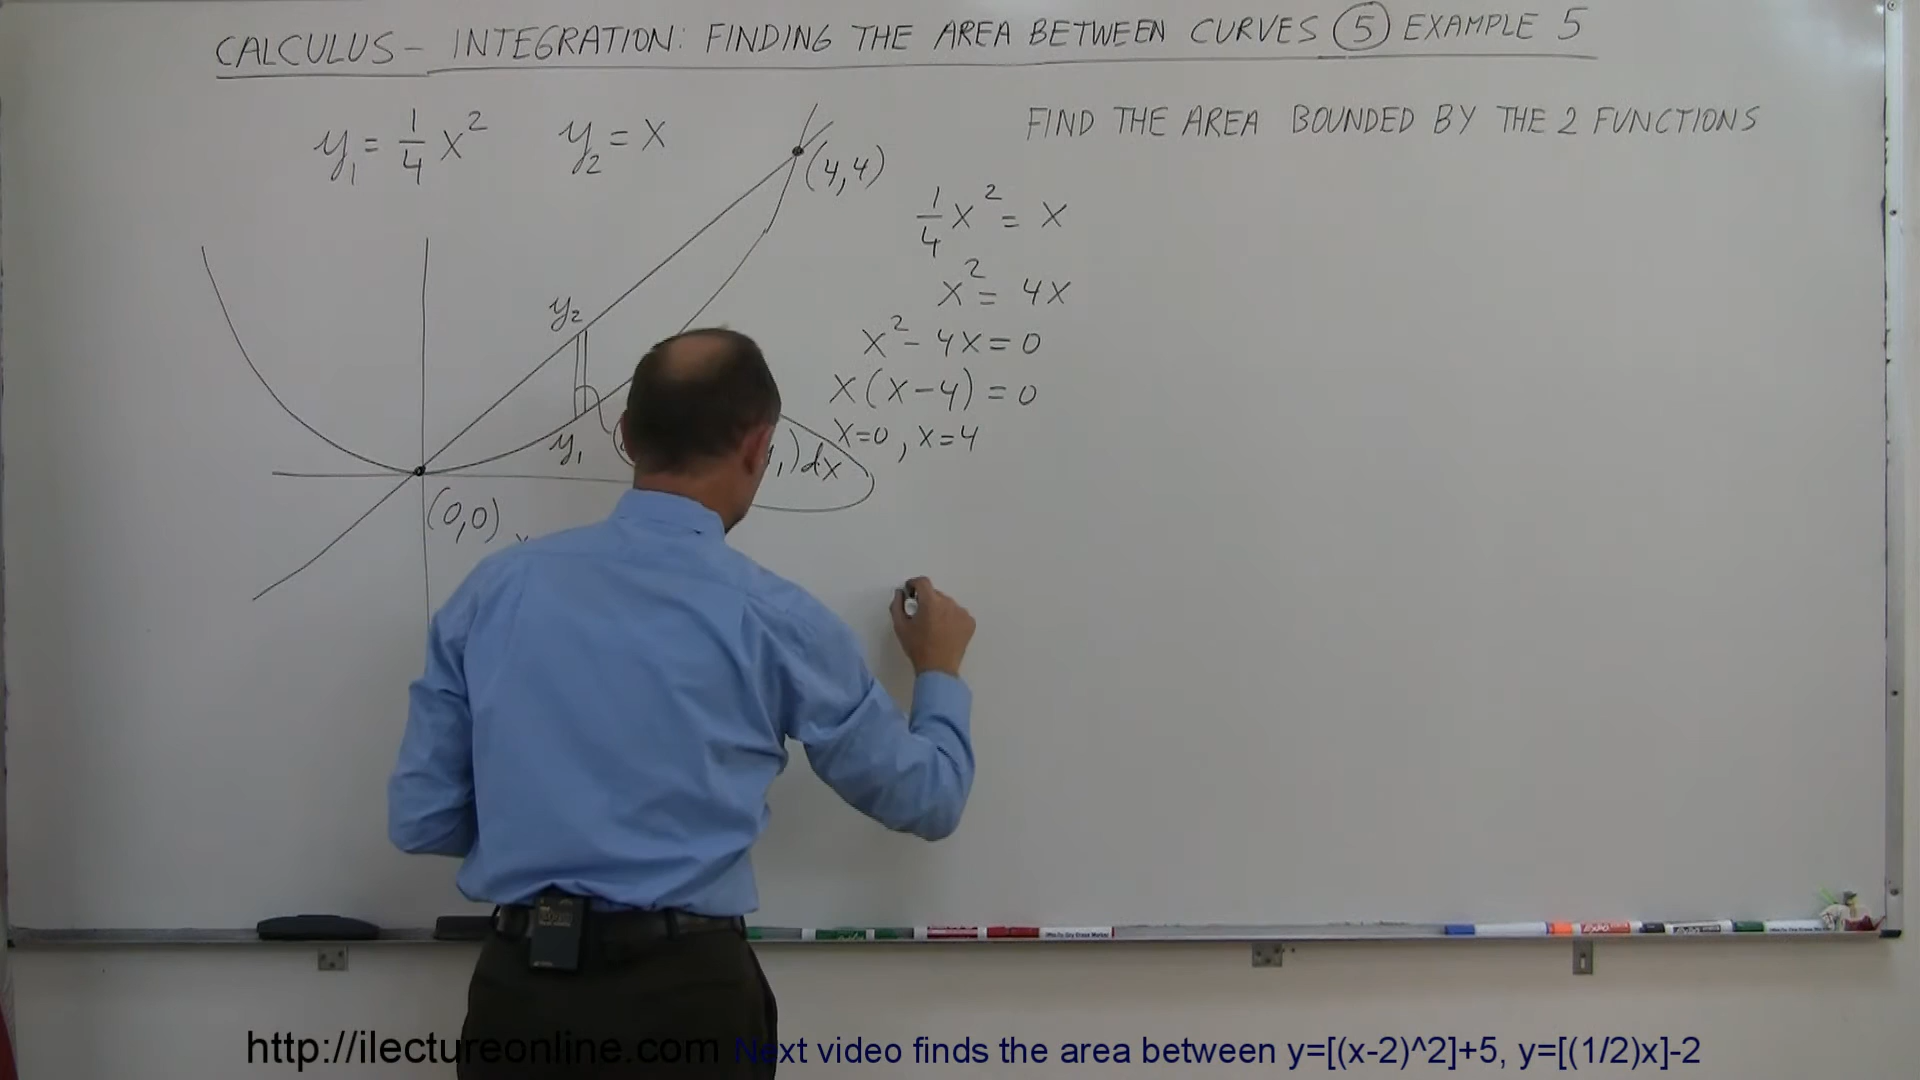 CALCULUS - INTEGRATION: FINDING THE AREA BETWEEN CURVES (5) EXAMPLE 5
y₁ = 1/4 x² y₂ = x
FIND THE AREA BOUNDED BY THE 2 FUNCTIONS
(4,4)
1/4 x² = x
x² = 4x
x² - 4x = 0
x(x-4) = 0
x=0, x=4
y₂
y₁
₁)dx
(0,0)
http://ilectureonline.com Next video finds the area between y=[(x-2)^2]+5, y=[(1/2)x]-2